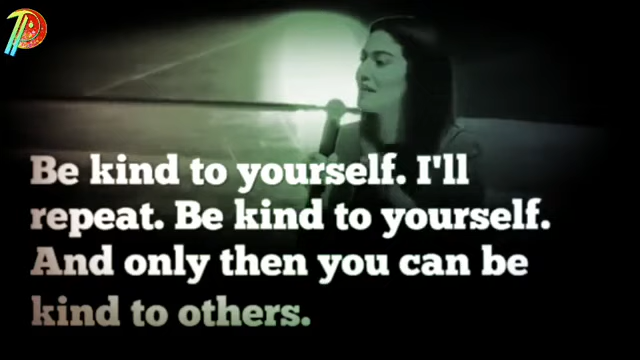 Be kind to yourself. I'll
repeat. Be kind to yourself.
And only then you can be
kind to others.